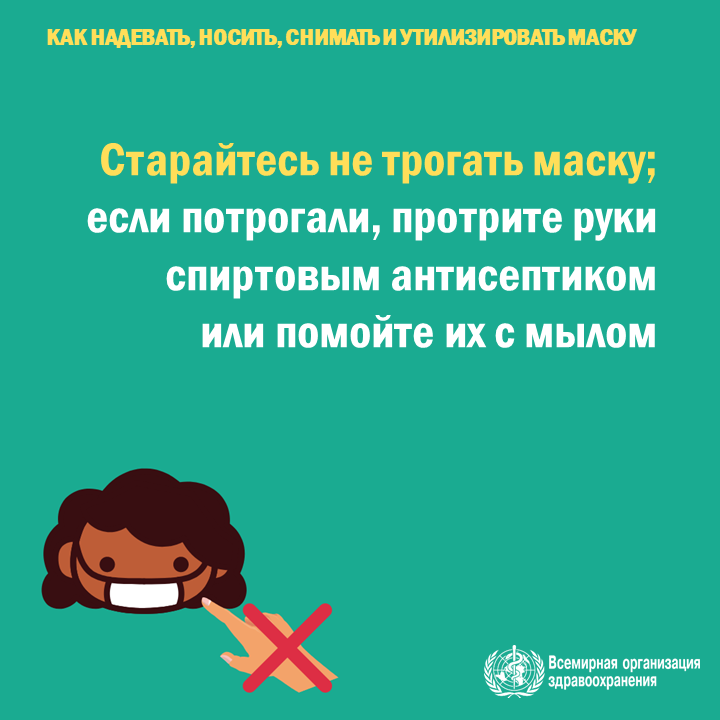 КАК НАДЕВАТЬ, НОСИТЬ, СНИМАТЬ И УТИЛИЗИРОВАТЬ МАСКУ
Старайтесь не трогать маску;
если потрогали, протрите руки
спиртовым антисептиком
или помойте их с мылом
Всемирная организация
здравоохранения